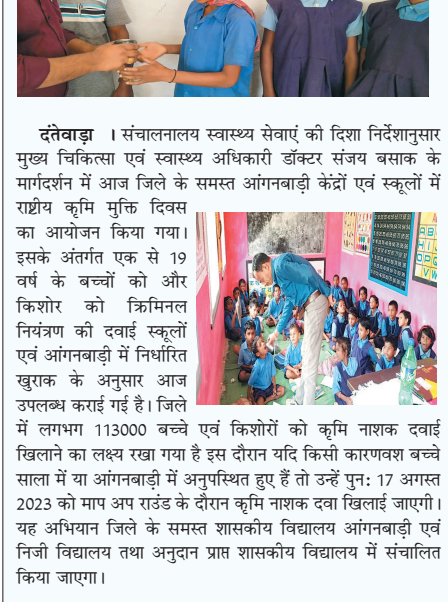 दंतेवाड़ा । संचालनालय स्वास्थ्य सेवाएं की दिशा निर्देशानुसार
मुख्य चिकित्सा एवं स्वास्थ्य अधिकारी डॉक्टर संजय बसाक के
मार्गदर्शन में आज जिले के समस्त आंगनबाड़ी केंद्रों एवं स्कूलों में
राष्ट्रीय कृमि मुक्ति दिवस
का आयोजन किया गया।
इसके अंतर्गत एक से 19
वर्ष के बच्चों को और
किशोर को क्रिमिनल
नियंत्रण की दवाई स्कूलों
एवं आंगनबाड़ी में निर्धारित
खुराक के अनुसार आज
उपलब्ध कराई गई है। जिले
में लगभग 113000 बच्चे एवं किशोरों को कृमि नाशक दवाई
खिलाने का लक्ष्य रखा गया है इस दौरान यदि किसी कारणवश बच्चे
साला में या आंगनबाड़ी में अनुपस्थित हुए हैं तो उन्हें पुन: 17 अगस्त
2023 को माप अप राउंड के दौरान कृमि नाशक दवा खिलाई जाएगी।
यह अभियान जिले के समस्त शासकीय विद्यालय आंगनबाड़ी एवं
निजी विद्यालय तथा अनुदान प्राप्त शासकीय विद्यालय में संचालित
किया जाएगा।